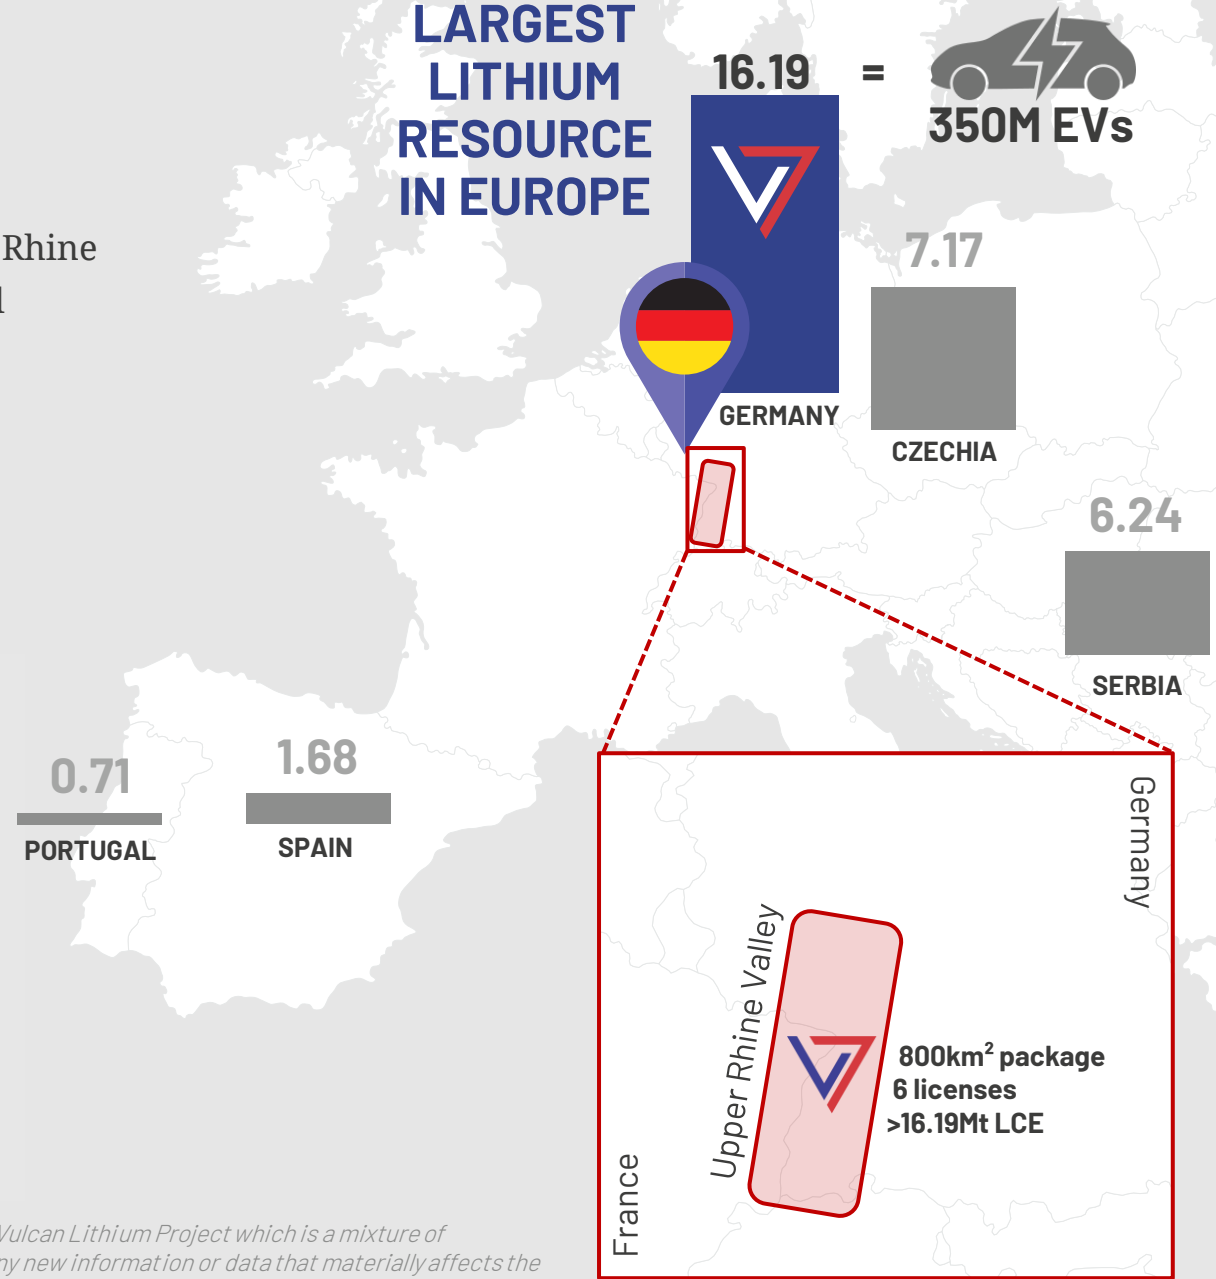 LARGEST
LITHIUM
RESOURCE
IN EUROPE
16.19 =
350M EVs
Rhine
7.17
GERMANY
CZECHIA
6.24
SERBIA
1.68
0.71
SPAIN
PORTUGAL
Germany
Upper Rhine Valley
800km² package
6 licenses
>16.19Mt LCE
France
Vulcan Lithium Project which is a mixture of
ny new information or data that materially affects the